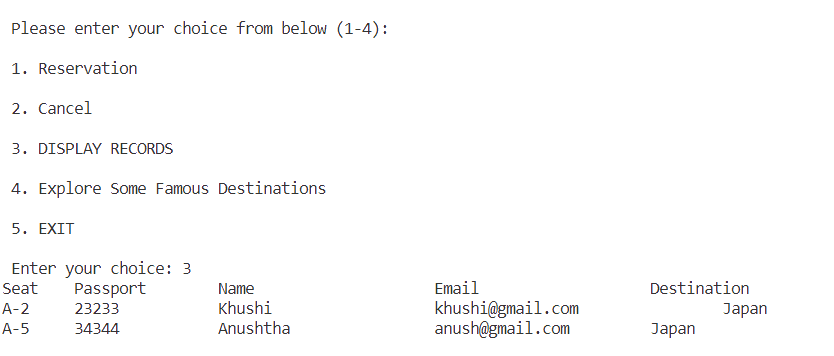 Please enter your choice from below (1-4):
1. Reservation
2. Cancel
3. DISPLAY RECORDS
4. Explore Some Famous Destinations
5. EXIT
Enter your choice: 3
Seat Passport Name Email Destination
A-2 23233 Khushi khushi@gmail.com Japan
A-5 34344 Anushtha anush@gmail.com Japan